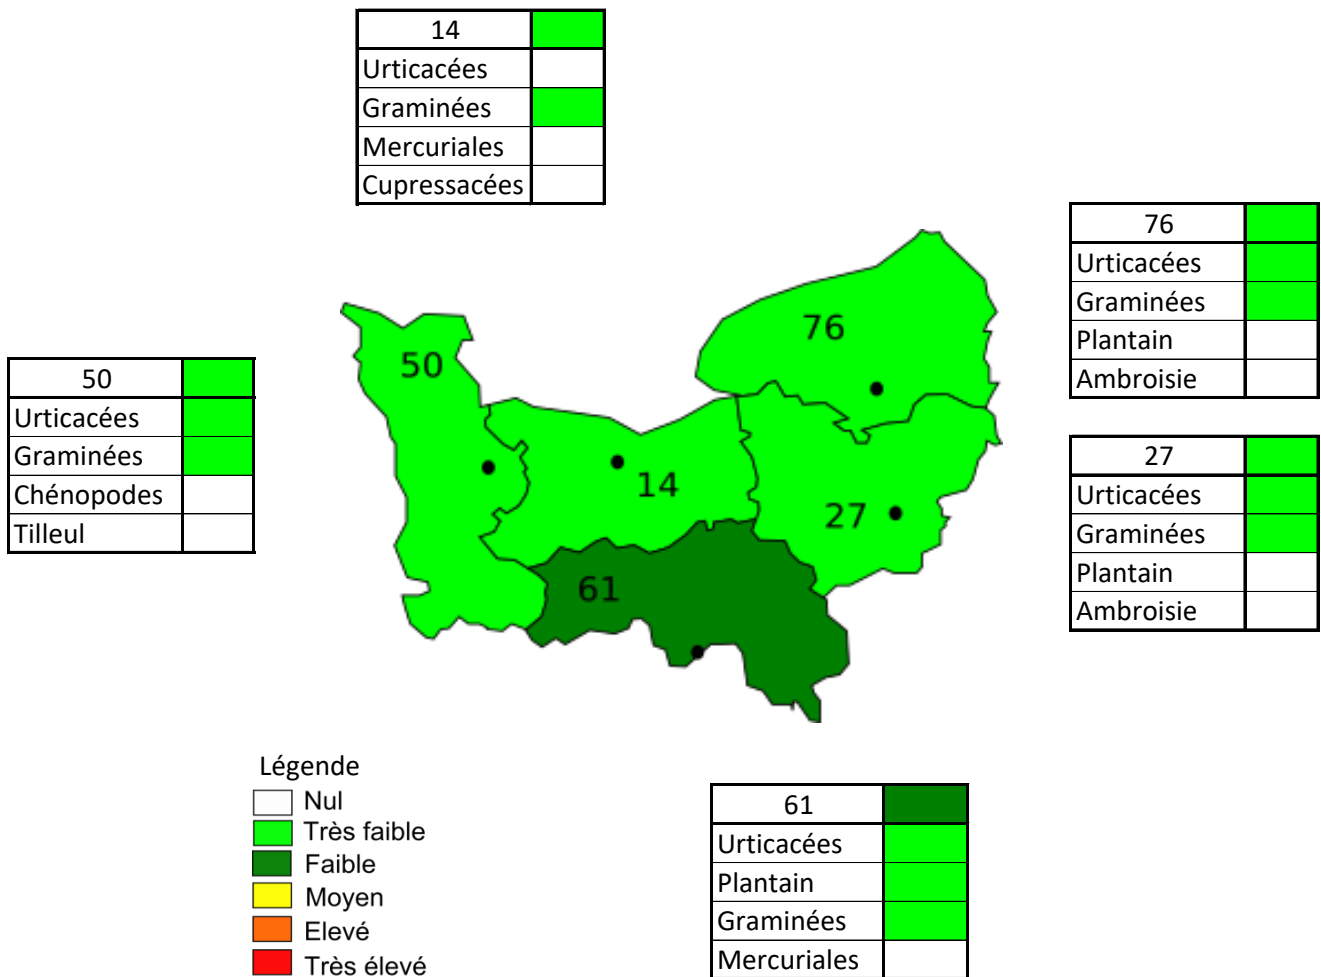 14
Urticacées
Graminées
Mercuriales
Cupressacées
76
Urticacées
Graminées
Plantain
Ambroisie
50
Urticacées
Graminées
Chénopodes
Tilleul
27
Urticacées
Graminées
Plantain
Ambroisie
76
50
14
27
61
Légende
Nul
Très faible
Faible
Moyen
Elevé
Très élevé
61
Urticacées
Plantain
Graminées
Mercuriales